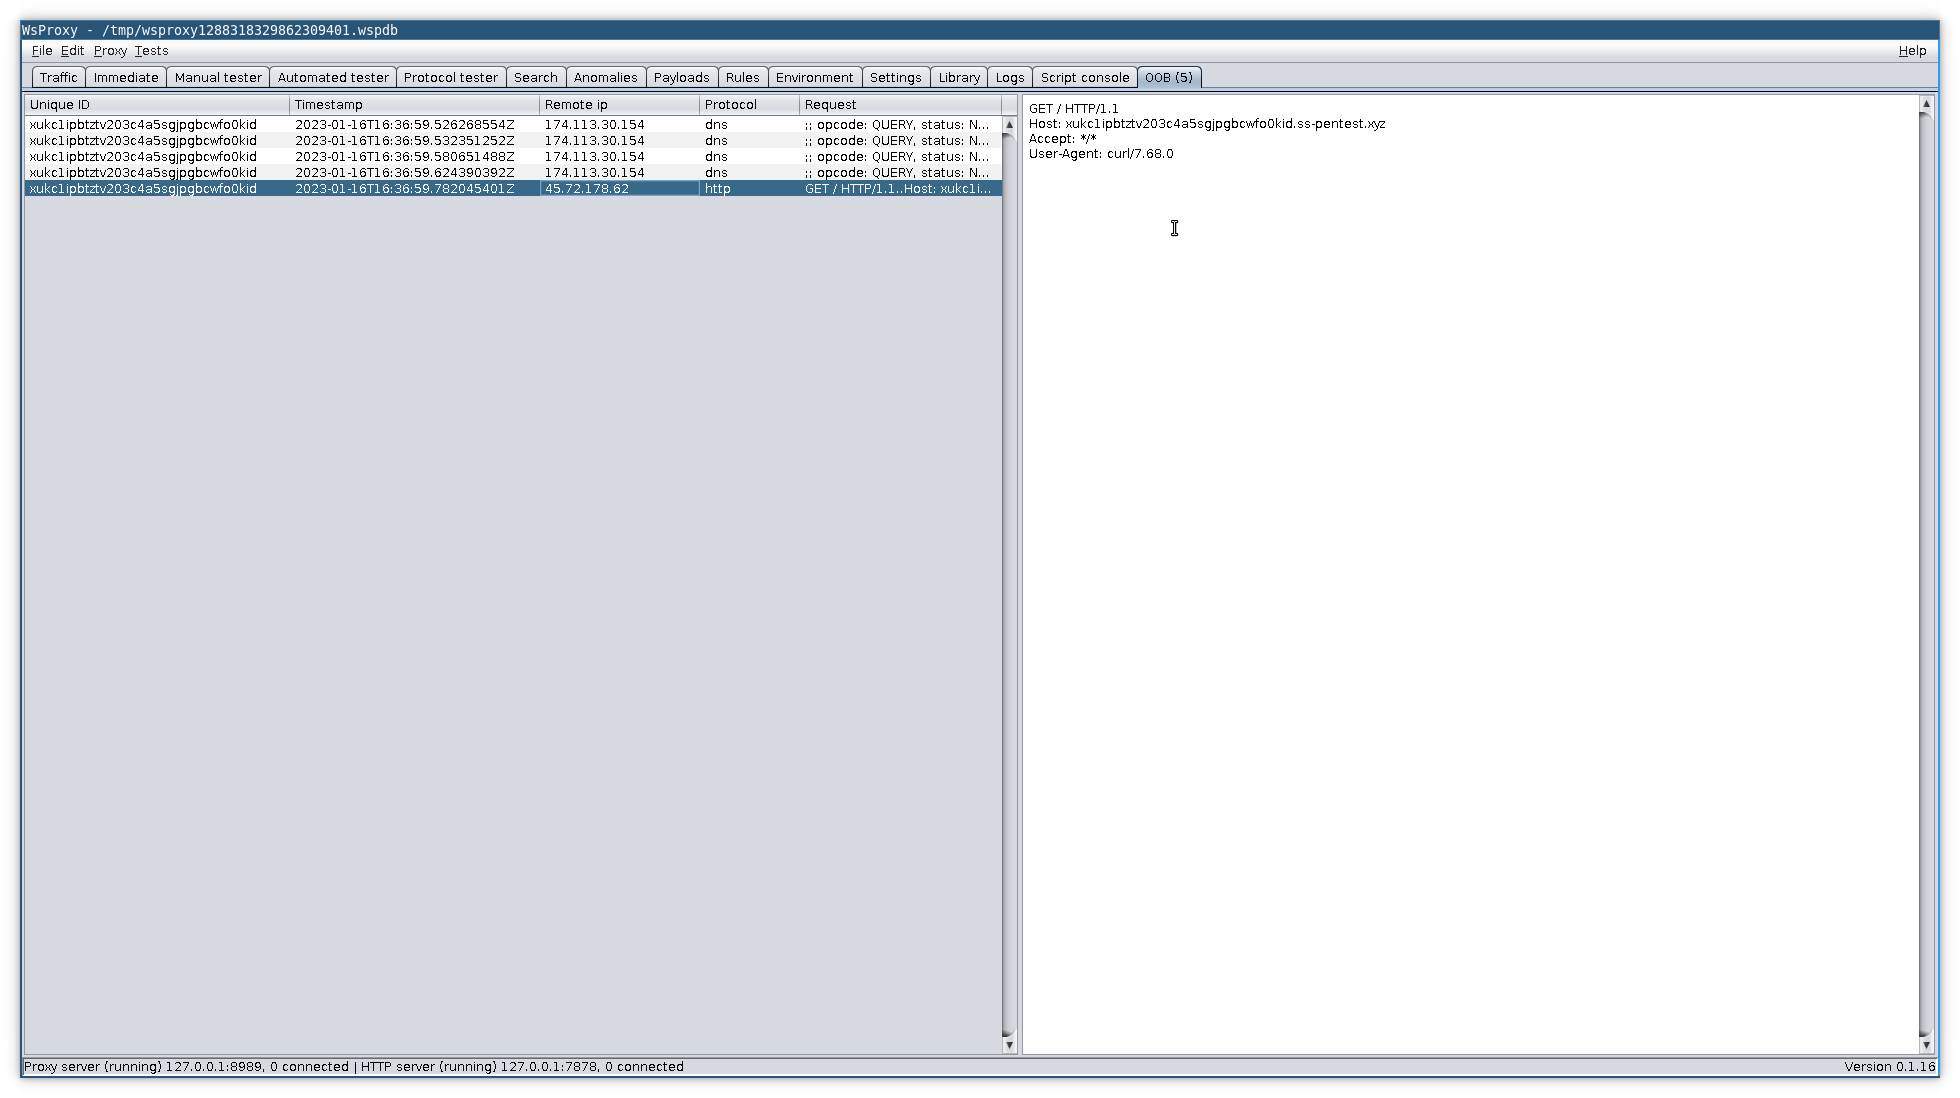 WsProxy - /tmp/wsproxy1288318329862309401.wspdb
File Edit Proxy Tests Help
Traffic Immediate Manual tester Automated tester Protocol tester Search Anomalies Payloads Rules Environment Settings Library Logs Script console OOB (5)
Unique ID Timestamp Remote ip Protocol Request
xukc1ipbtztv203c4a5sgjpgbcwfo0kid 2023-01-16T16:36:59.526268554Z 174.113.30.154 dns ;; opcode: QUERY, status: N...
xukc1ipbtztv203c4a5sgjpgbcwfo0kid 2023-01-16T16:36:59.532351252Z 174.113.30.154 dns ;; opcode: QUERY, status: N...
xukc1ipbtztv203c4a5sgjpgbcwfo0kid 2023-01-16T16:36:59.580651488Z 174.113.30.154 dns ;; opcode: QUERY, status: N...
xukc1ipbtztv203c4a5sgjpgbcwfo0kid 2023-01-16T16:36:59.624390392Z 174.113.30.154 dns ;; opcode: QUERY, status: N...
xukc1ipbtztv203c4a5sgjpgbcwfo0kid 2023-01-16T16:36:59.782045401Z 45.72.178.62 http GET / HTTP/1.1..Host: xukc1i...
GET / HTTP/1.1
Host: xukc1ipbtztv203c4a5sgjpgbcwfo0kid.ss-pentest.xyz
Accept: */*
User-Agent: curl/7.68.0
Proxy server (running) 127.0.0.1:8989, 0 connected | HTTP server (running) 127.0.0.1:7878, 0 connected Version 0.1.16